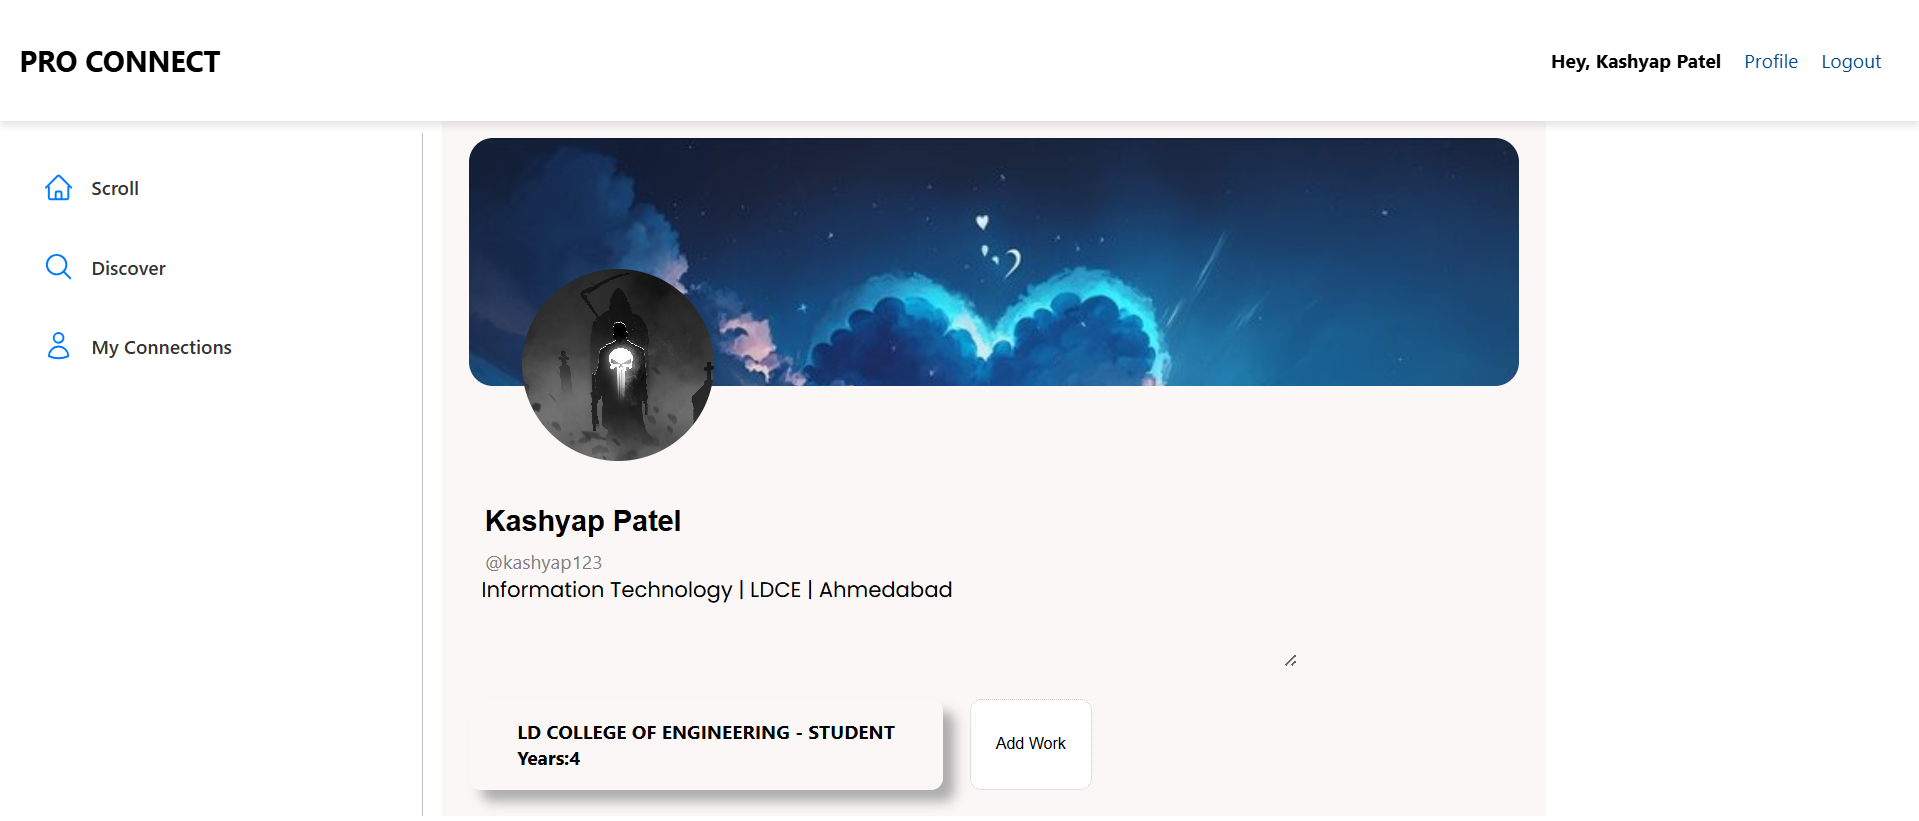 PRO CONNECT
Hey, Kashyap Patel
Profile
Logout
Scroll
Discover
My Connections
Kashyap Patel
@kashyap123
Information Technology | LDCE | Ahmedabad
LD COLLEGE OF ENGINEERING - STUDENT
Years:4
Add Work